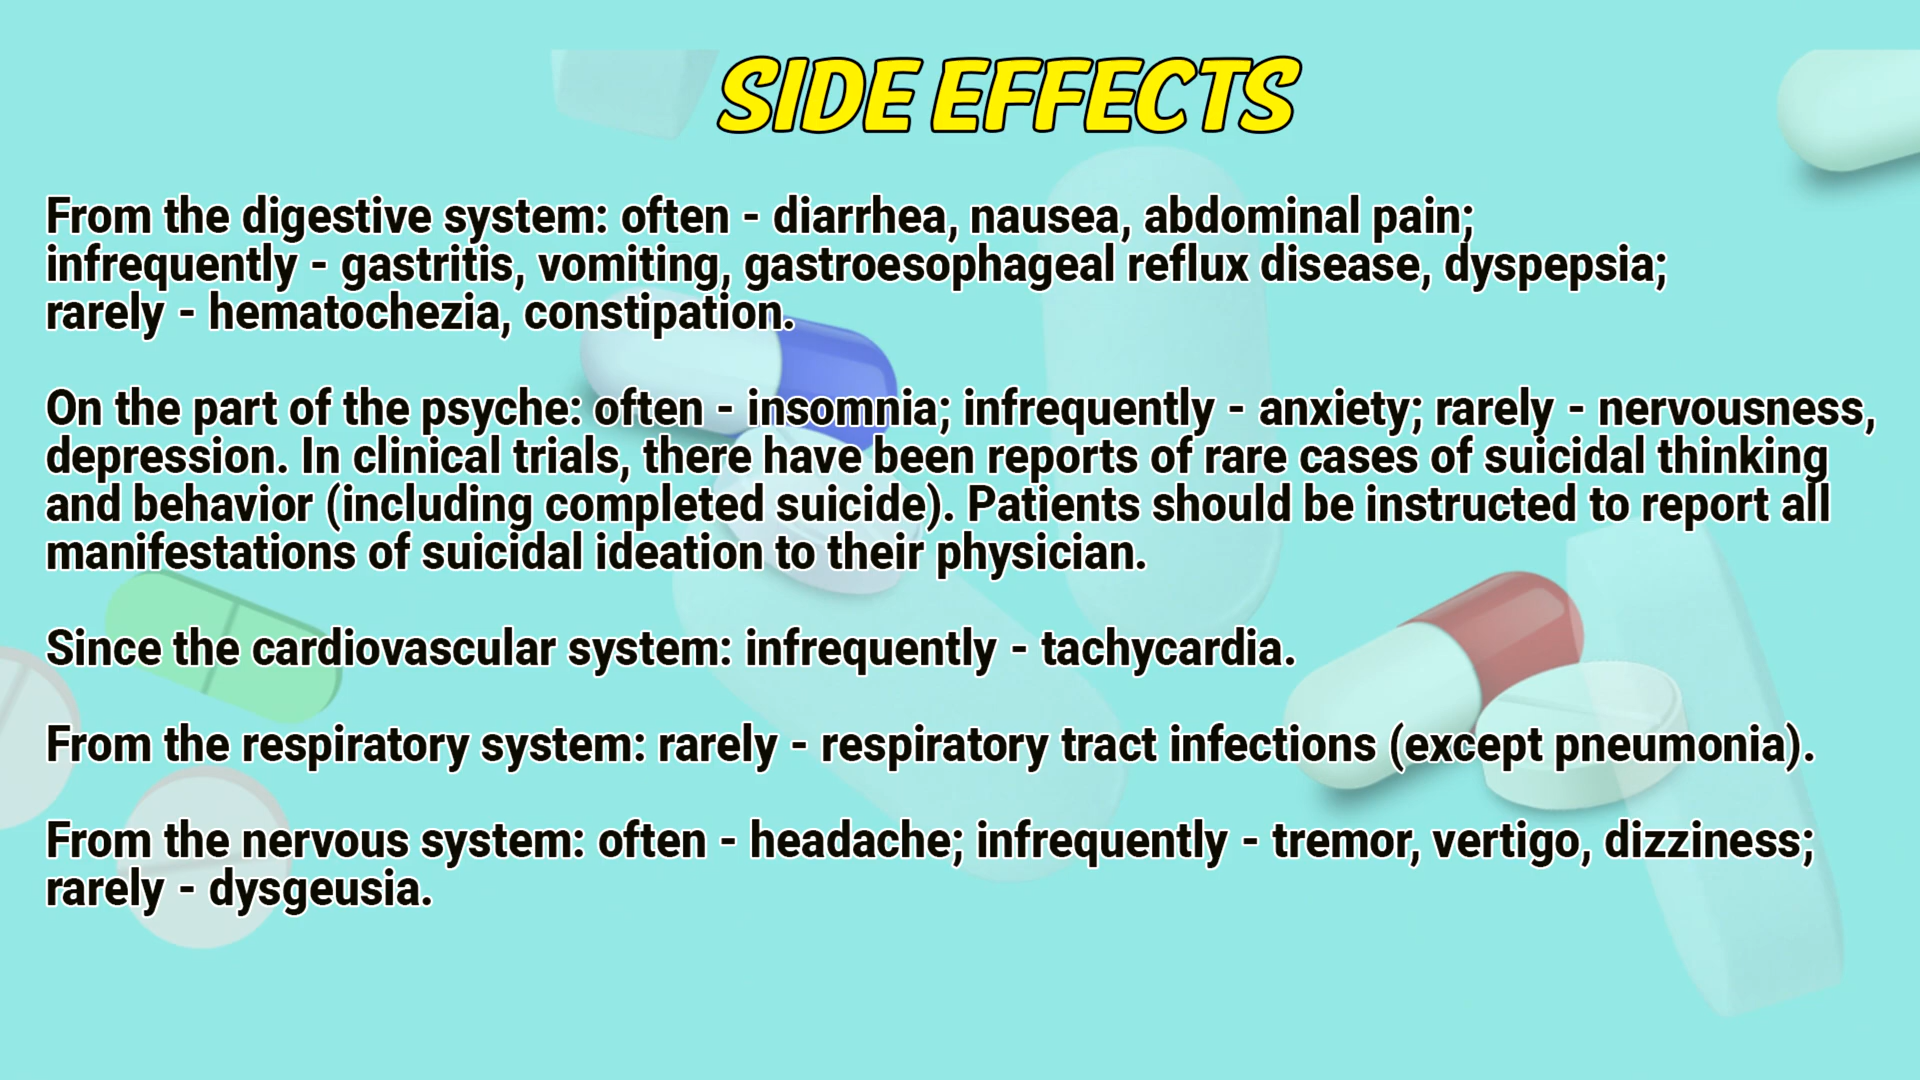 SIDE EFFECTS
From the digestive system: often - diarrhea, nausea, abdominal pain;
infrequently - gastritis, vomiting, gastroesophageal reflux disease, dyspepsia;
rarely - hematochezia, constipation.
On the part of the psyche: often - insomnia; infrequently - anxiety; rarely - nervousness,
depression. In clinical trials, there have been reports of rare cases of suicidal thinking
and behavior (including completed suicide). Patients should be instructed to report all
manifestations of suicidal ideation to their physician.
Since the cardiovascular system: infrequently - tachycardia.
From the respiratory system: rarely - respiratory tract infections (except pneumonia).
From the nervous system: often - headache; infrequently - tremor, vertigo, dizziness;
rarely - dysgeusia.